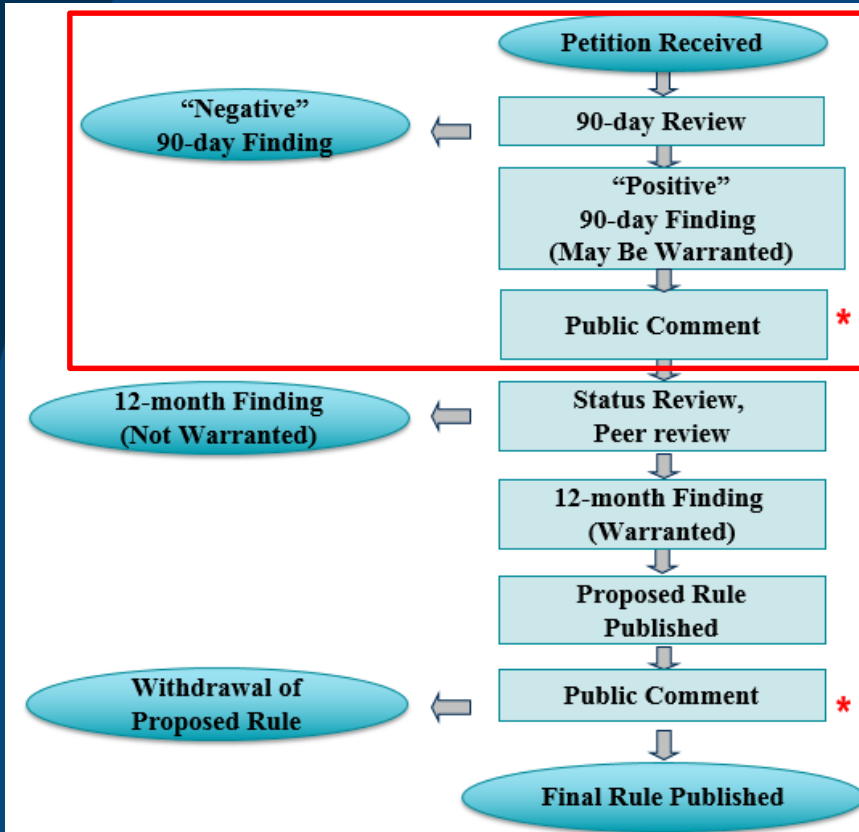 Petition Received
“Negative”
90-day Finding
90-day Review
“Positive”
90-day Finding
(May Be Warranted)
Public Comment *
12-month Finding
(Not Warranted)
Status Review,
Peer review
12-month Finding
(Warranted)
Proposed Rule
Published
Withdrawal of
Proposed Rule
Public Comment *
Final Rule Published